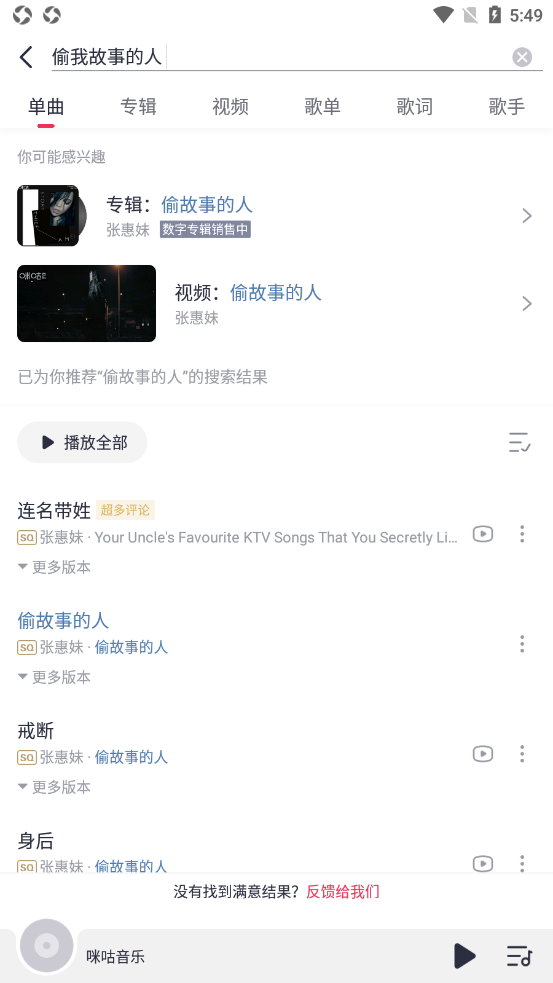 5:49
偷我故事的人
单曲 专辑 视频 歌单 歌词 歌手
你可能感兴趣
专辑：偷故事的人
张惠妹 数字专辑销售中
视频：偷故事的人
张惠妹
已为你推荐“偷故事的人”的搜索结果
播放全部
连名带姓 超多评论
SQ 张惠妹 · Your Uncle's Favourite KTV Songs That You Secretly Li...
更多版本
偷故事的人
SQ 张惠妹 · 偷故事的人
更多版本
戒断
SQ 张惠妹 · 偷故事的人
更多版本
身后
SQ 张惠妹 · 偷故事的人
没有找到满意结果？反馈给我们
咪咕音乐